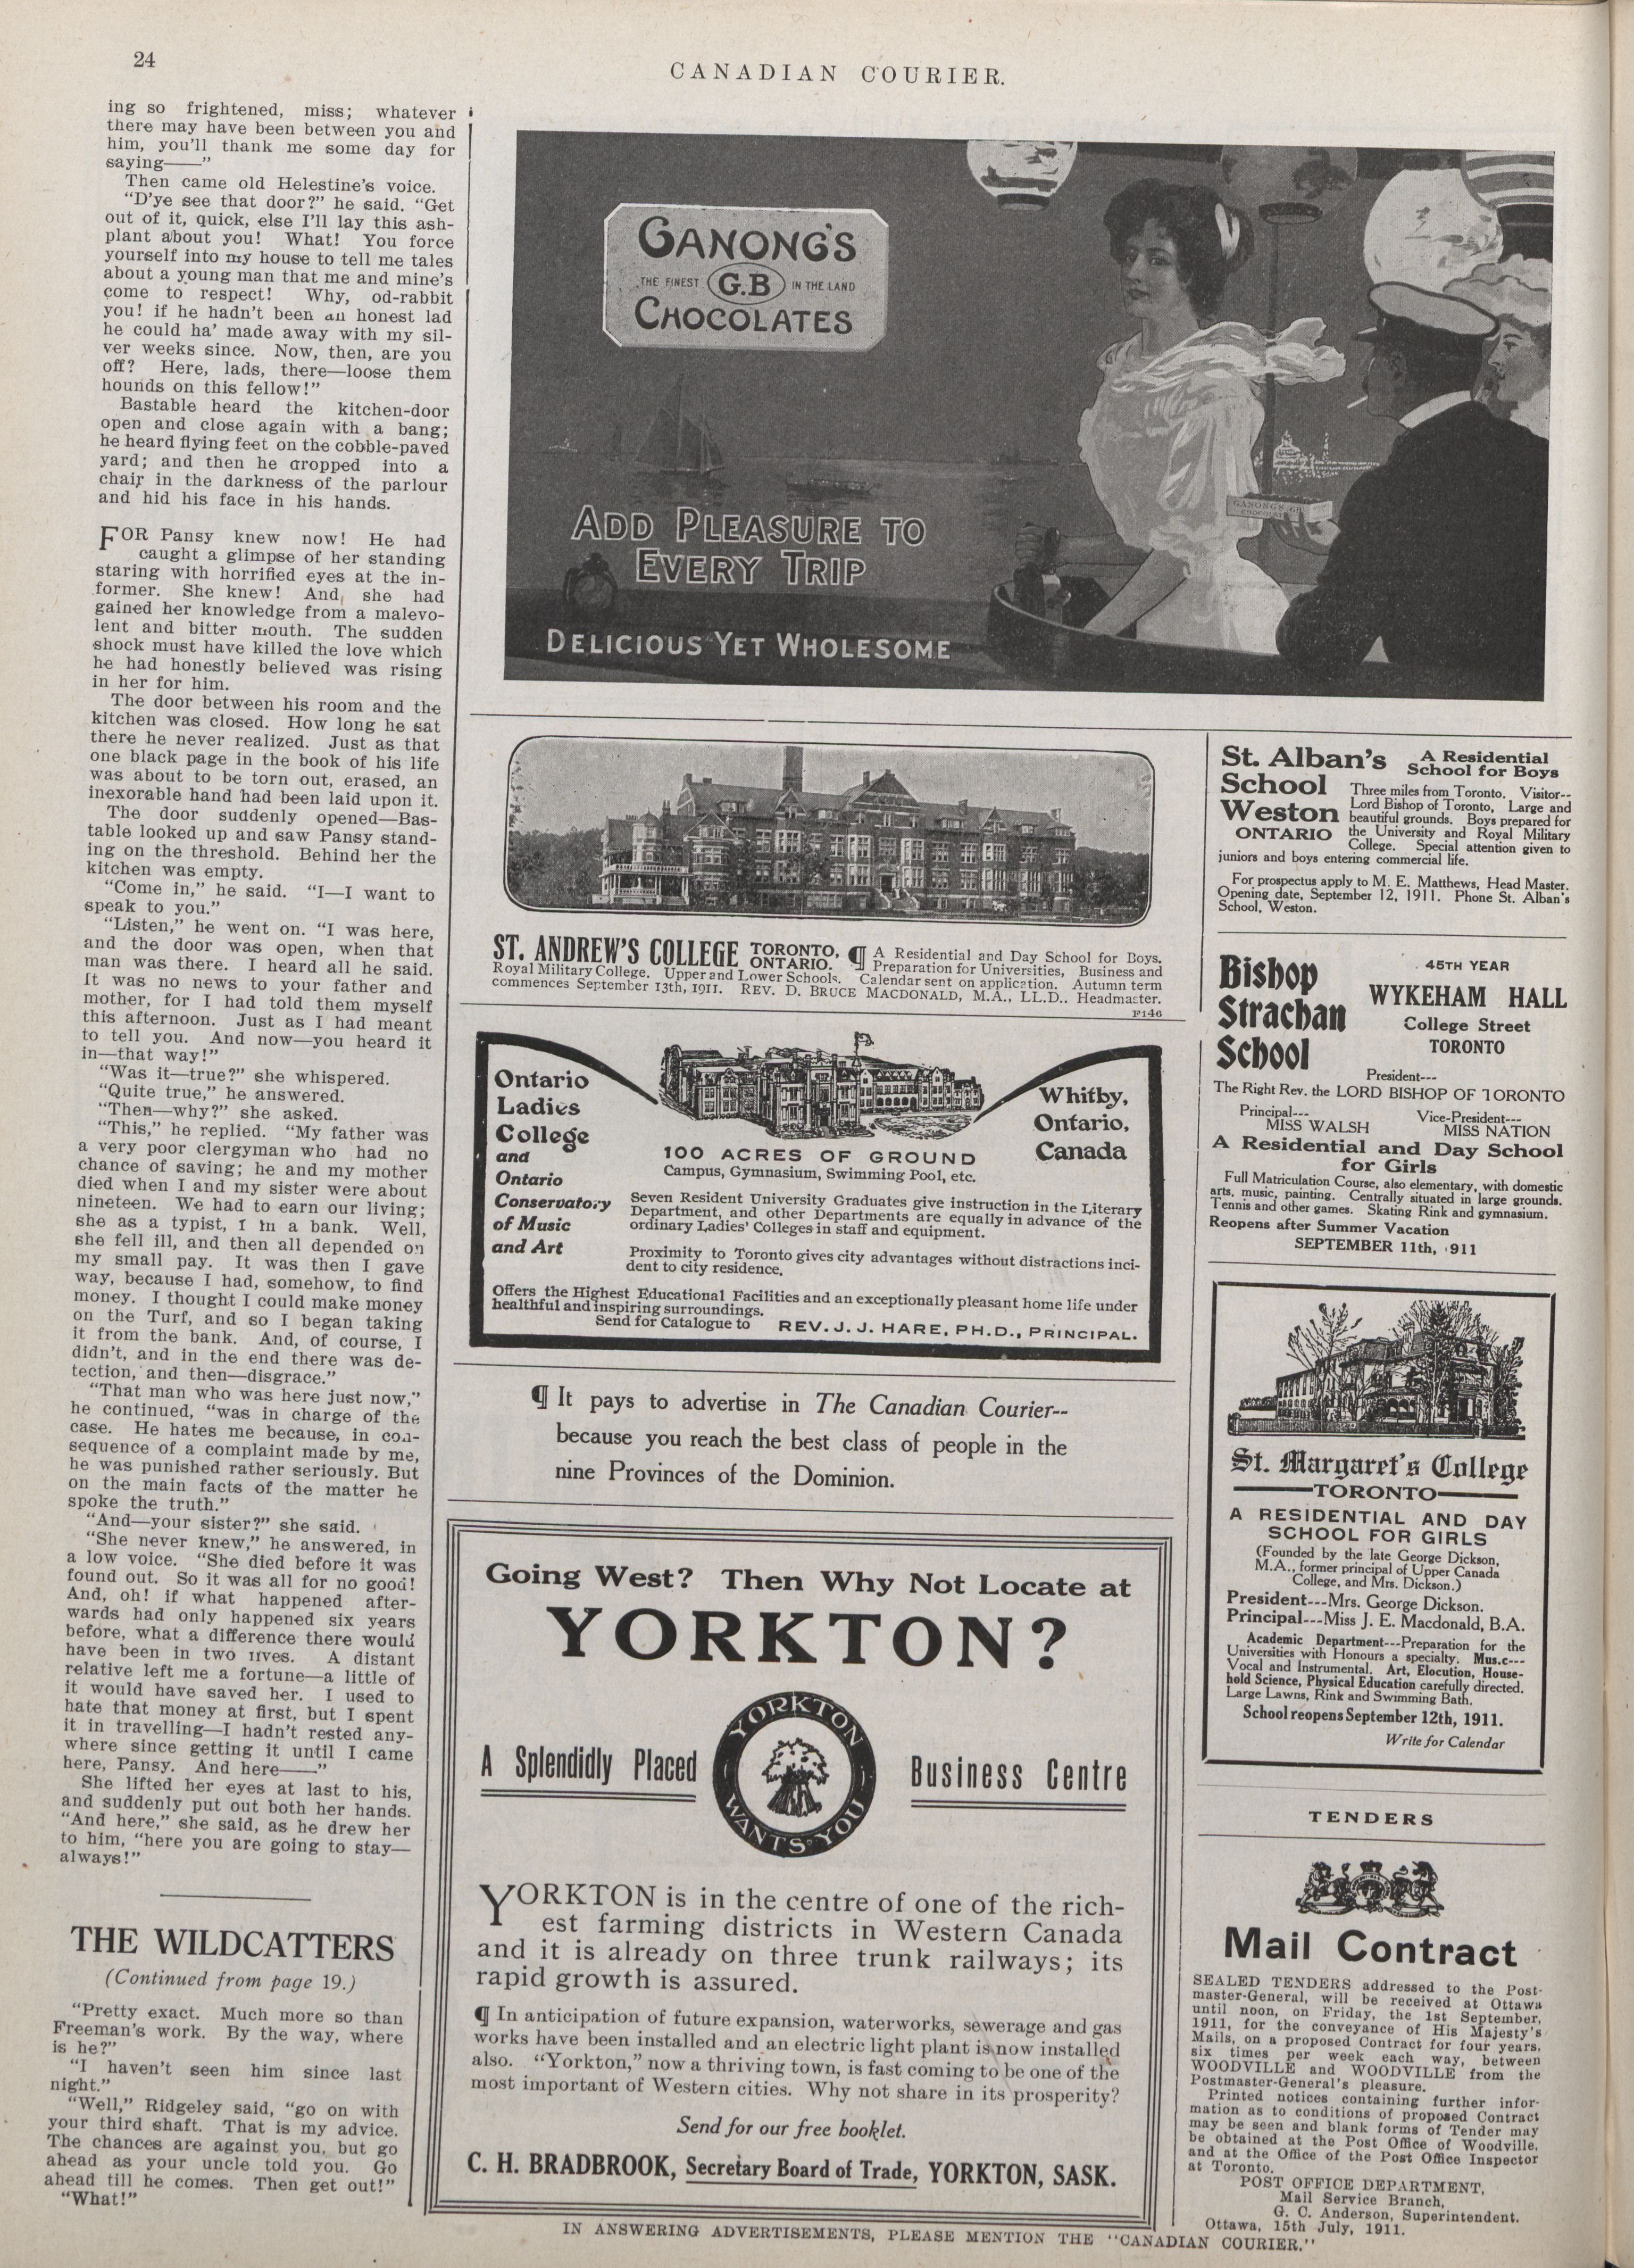 24
CANADIAN COURIER.
ing so frightened, miss; whatever
there may have been between you and
him, you'll thank me some day for
saying——"
Then came old Helestine's voice.
"D'ye see that door?" he said. "Get
out of it, quick, else I'll lay this ash-
plant about you! What! You force
yourself into my house to tell me tales
about a young man that me and mine's
come to respect! Why, od-rabbit
you! if he hadn't been an honest lad
he could ha' made away with my sil-
ver weeks since. Now, then, are you
off? Here, lads, there—loose them
hounds on this fellow!"
Bastable heard the kitchen-door
open and close again with a bang;
he heard flying feet on the cobble-paved
yard; and then he dropped into a
chair in the darkness of the parlour
and hid his face in his hands.
FOR Pansy knew now! He had
caught a glimpse of her standing
staring with horrified eyes at the in-
former. She knew! And, she had
gained her knowledge from a malevo-
lent and bitter mouth. The sudden
shock must have killed the love which
he had honestly believed was rising
in her for him.
The door between his room and the
kitchen was closed. How long he sat
there he never realized. Just as that
one black page in the book of his life
was about to be torn out, erased, an
inexorable hand had been laid upon it.
The door suddenly opened—Bas-
table looked up and saw Pansy stand-
ing on the threshold. Behind her the
kitchen was empty.
"Come in," he said. "I—I want to
speak to you."
"Listen," he went on. "I was here,
and the door was open, when that
man was there. I heard all he said.
It was no news to your father and
mother, for I had told them myself
this afternoon. Just as I had meant
to tell you. And now—you heard it
in—that way!"
"Was it—true?" she whispered.
"Quite true," he answered.
"Then—why?" she asked.
"This," he replied. "My father was
a very poor clergyman who had no
chance of saving; he and my mother
died when I and my sister were about
nineteen. We had to earn our living;
she as a typist, I in a bank. Well,
she fell ill, and then all depended on
my small pay. It was then I gave
way, because I had, somehow, to find
money. I thought I could make money
on the Turf, and so I began taking
it from the bank. And, of course, I
didn't, and in the end there was de-
tection, and then—disgrace."
"That man who was here just now,"
he continued, "was in charge of the
case. He hates me because, in con-
sequence of a complaint made by me,
he was punished rather seriously. But
on the main facts of the matter he
spoke the truth."
"And—your sister?" she said.
"She never knew," he answered, in
a low voice. "She died before it was
found out. So it was all for no good!
And, oh! if what happened after-
wards had only happened six years
before, what a difference there would
have been in two lives. A distant
relative left me a fortune—a little of
it would have saved her. I used to
hate that money at first, but I spent
it in travelling—I hadn't rested any-
where since getting it until I came
here, Pansy. And here——"
She lifted her eyes at last to his,
and suddenly put out both her hands.
"And here," she said, as he drew her
to him, "here you are going to stay—
always!"
THE WILDCATTERS
(Continued from page 19.)
"Pretty exact. Much more so than
Freeman's work. By the way, where
is he?"
"I haven't seen him since last
night."
"Well," Ridgeley said, "go on with
your third shaft. That is my advice.
The chances are against you, but go
ahead as your uncle told you. Go
ahead till he comes. Then get out!"
"What!"
GANONG'S
THE FINEST G.B IN THE LAND
CHOCOLATES
GANONG'S G.B.
CHOCOLATES
ADD PLEASURE TO
EVERY TRIP
DELICIOUS YET WHOLESOME
ST. ANDREW'S COLLEGE TORONTO, ONTARIO. ¶ A Residential and Day School for Boys.
Preparation for Universities, Business and
Royal Military College. Upper and Lower Schools. Calendar sent on application. Autumn term
commences September 13th, 1911. REV. D. BRUCE MACDONALD, M.A., LL.D.. Headmaster.
F146
Ontario
Ladies
College
and
Ontario
Conservatory
of Music
and Art
Whitby,
Ontario,
Canada
100 ACRES OF GROUND
Campus, Gymnasium, Swimming Pool, etc.
Seven Resident University Graduates give instruction in the Literary
Department, and other Departments are equally in advance of the
ordinary Ladies' Colleges in staff and equipment.
Proximity to Toronto gives city advantages without distractions inci-
dent to city residence.
Offers the Highest Educational Facilities and an exceptionally pleasant home life under
healthful and inspiring surroundings.
Send for Catalogue to REV. J. J. HARE, PH.D., PRINCIPAL.
¶ It pays to advertise in The Canadian Courier--
because you reach the best class of people in the
nine Provinces of the Dominion.
Going West? Then Why Not Locate at
YORKTON?
A Splendidly Placed
YORKTON
WANTS YOU
Business Centre
YORKTON is in the centre of one of the rich-
est farming districts in Western Canada
and it is already on three trunk railways; its
rapid growth is assured.
¶ In anticipation of future expansion, waterworks, sewerage and gas
works have been installed and an electric light plant is now installed
also. "Yorkton," now a thriving town, is fast coming to be one of the
most important of Western cities. Why not share in its prosperity?
Send for our free booklet.
C. H. BRADBROOK, Secretary Board of Trade, YORKTON, SASK.
St. Alban's
School
Weston
ONTARIO
A Residential
School for Boys
Three miles from Toronto. Visitor--
Lord Bishop of Toronto, Large and
beautiful grounds. Boys prepared for
the University and Royal Military
College. Special attention given to
juniors and boys entering commercial life.
For prospectus apply to M. E. Matthews, Head Master.
Opening date, September 12, 1911. Phone St. Alban's
School, Weston.
Bishop
Strachan
School
45TH YEAR
WYKEHAM HALL
College Street
TORONTO
President---
The Right Rev. the LORD BISHOP OF TORONTO
Principal---
MISS WALSH
Vice-President---
MISS NATION
A Residential and Day School
for Girls
Full Matriculation Course, also elementary, with domestic
arts, music, painting. Centrally situated in large grounds.
Tennis and other games. Skating Rink and gymnasium.
Reopens after Summer Vacation
SEPTEMBER 11th, 1911
St. Margaret's College
TORONTO
A RESIDENTIAL AND DAY
SCHOOL FOR GIRLS
(Founded by the late George Dickson,
M.A., former principal of Upper Canada
College, and Mrs. Dickson.)
President---Mrs. George Dickson.
Principal---Miss J. E. Macdonald, B.A.
Academic Department---Preparation for the
Universities with Honours a specialty. Mus.c---
Vocal and Instrumental. Art, Elocution, House-
hold Science, Physical Education carefully directed.
Large Lawns, Rink and Swimming Bath.
School reopens September 12th, 1911.
Write for Calendar
TENDERS
Mail Contract
SEALED TENDERS addressed to the Post-
master-General, will be received at Ottawa
until noon, on Friday, the 1st September,
1911, for the conveyance of His Majesty's
Mails, on a proposed Contract for four years,
six times per week each way, between
WOODVILLE and WOODVILLE from the
Postmaster-General's pleasure.
Printed notices containing further infor-
mation as to conditions of proposed Contract
may be seen and blank forms of Tender may
be obtained at the Post Office of Woodville,
and at the Office of the Post Office Inspector
at Toronto.
POST OFFICE DEPARTMENT,
Mail Service Branch,
G. C. Anderson, Superintendent.
Ottawa, 15th July, 1911.
IN ANSWERING ADVERTISEMENTS, PLEASE MENTION THE "CANADIAN COURIER."